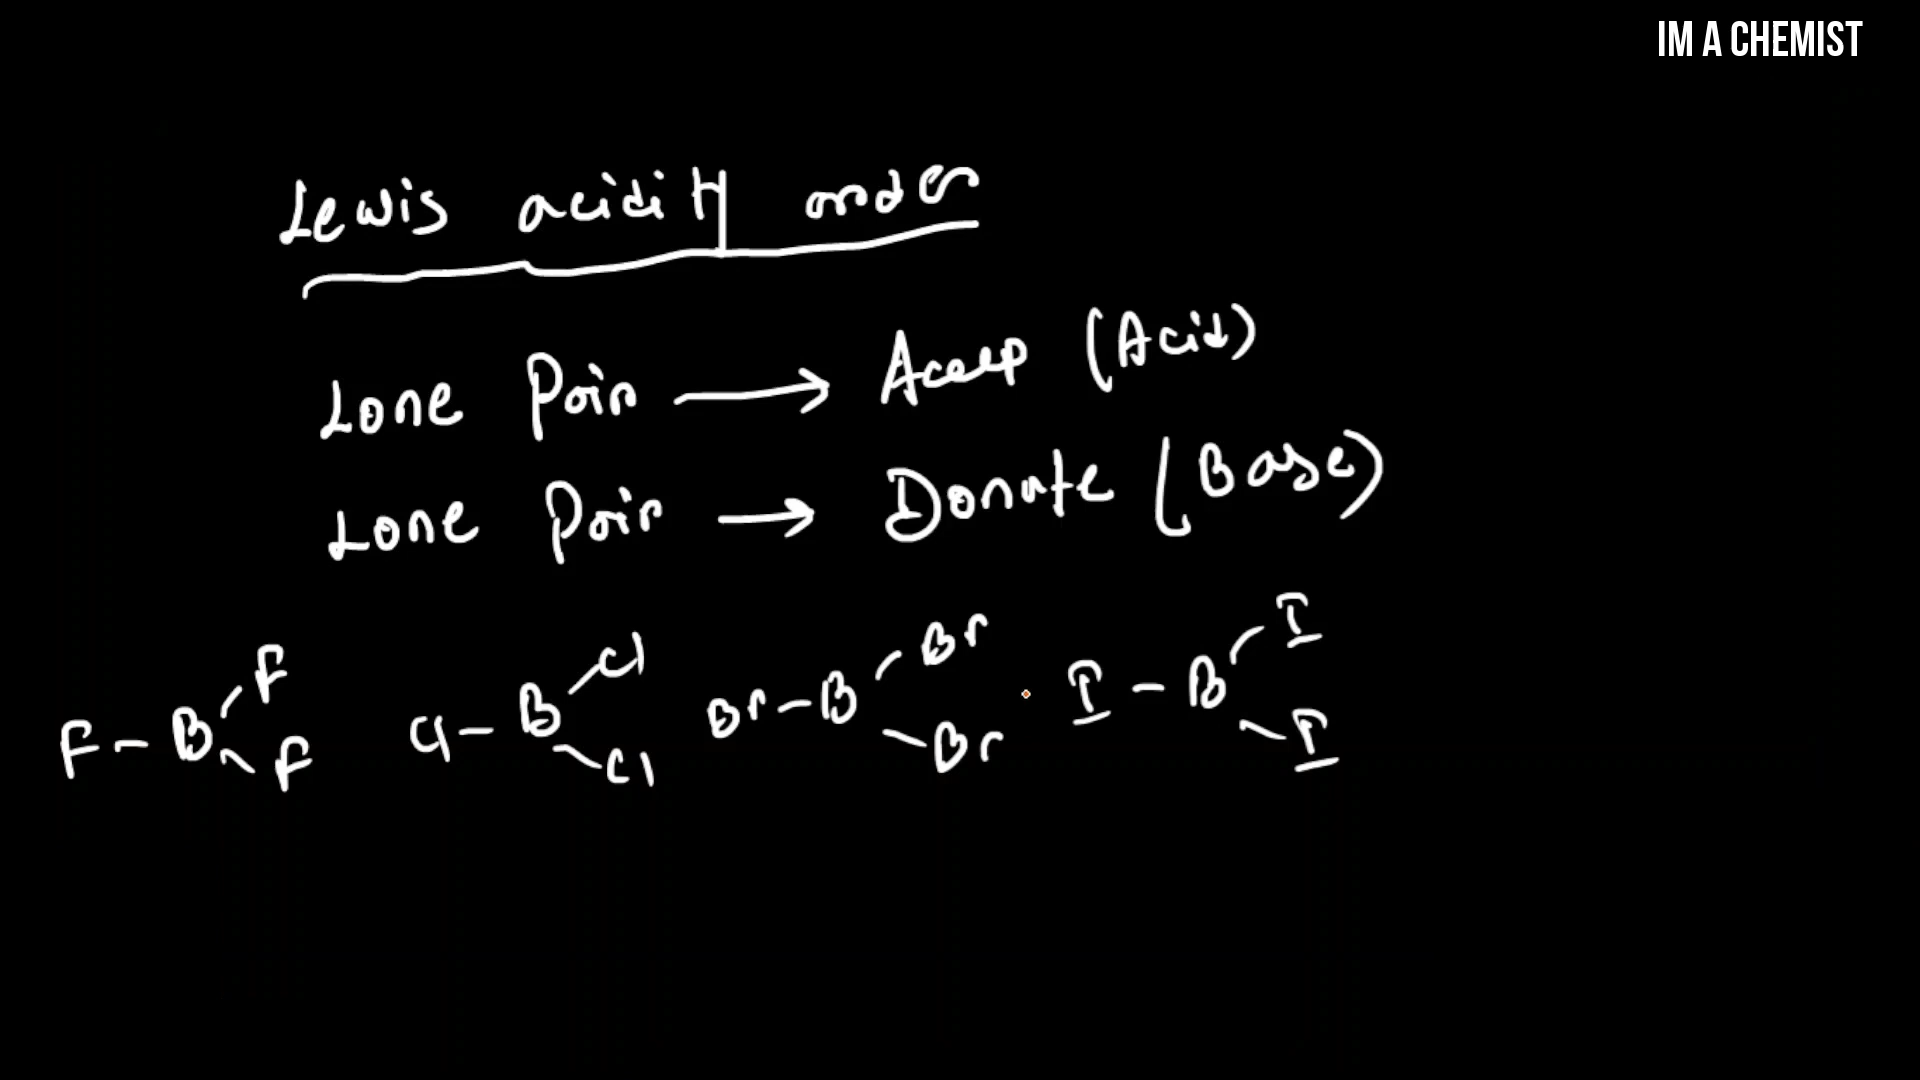 IM A CHEMIST
Lewis acidity order
Lone Pair → Accep (Acid)
Lone Pair → Donate (Base)
F Cl Br I
F - B Cl - B Br - B I - B
F Cl Br I